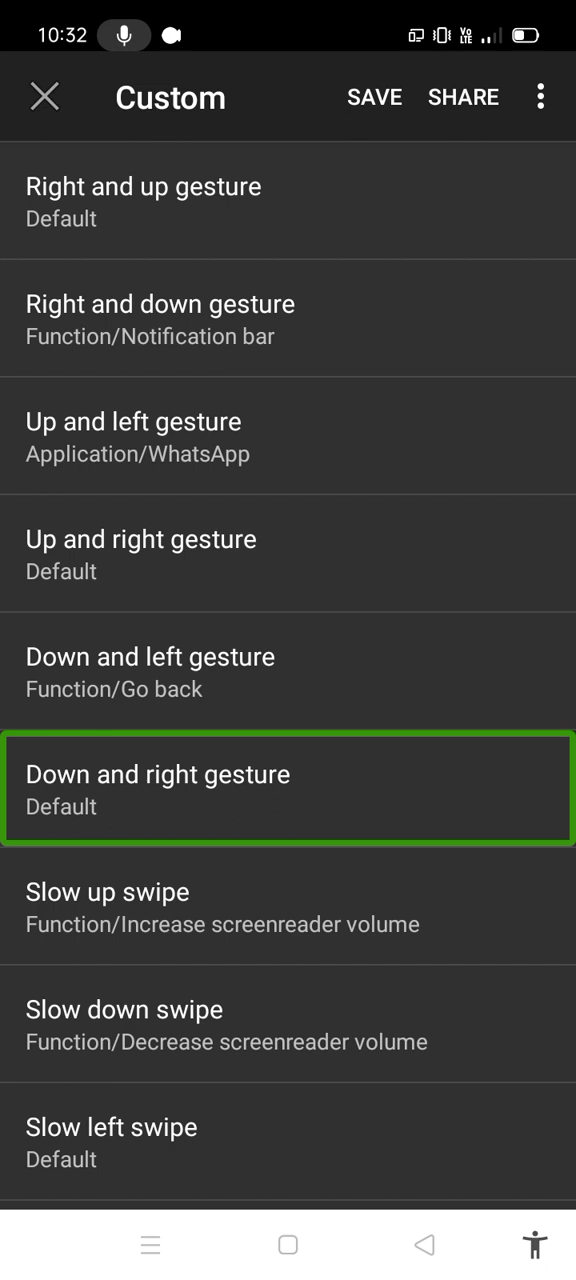 10:32
VO
LTE
Custom
SAVE
SHARE
Right and up gesture
Default
Right and down gesture
Function/Notification bar
Up and left gesture
Application/WhatsApp
Up and right gesture
Default
Down and left gesture
Function/Go back
Down and right gesture
Default
Slow up swipe
Function/Increase screenreader volume
Slow down swipe
Function/Decrease screenreader volume
Slow left swipe
Default